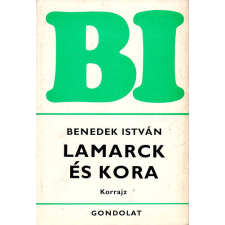 BI
BENEDEK ISTVÁN
LAMARCK
ÉS KORA
Korrajz
GONDOLAT